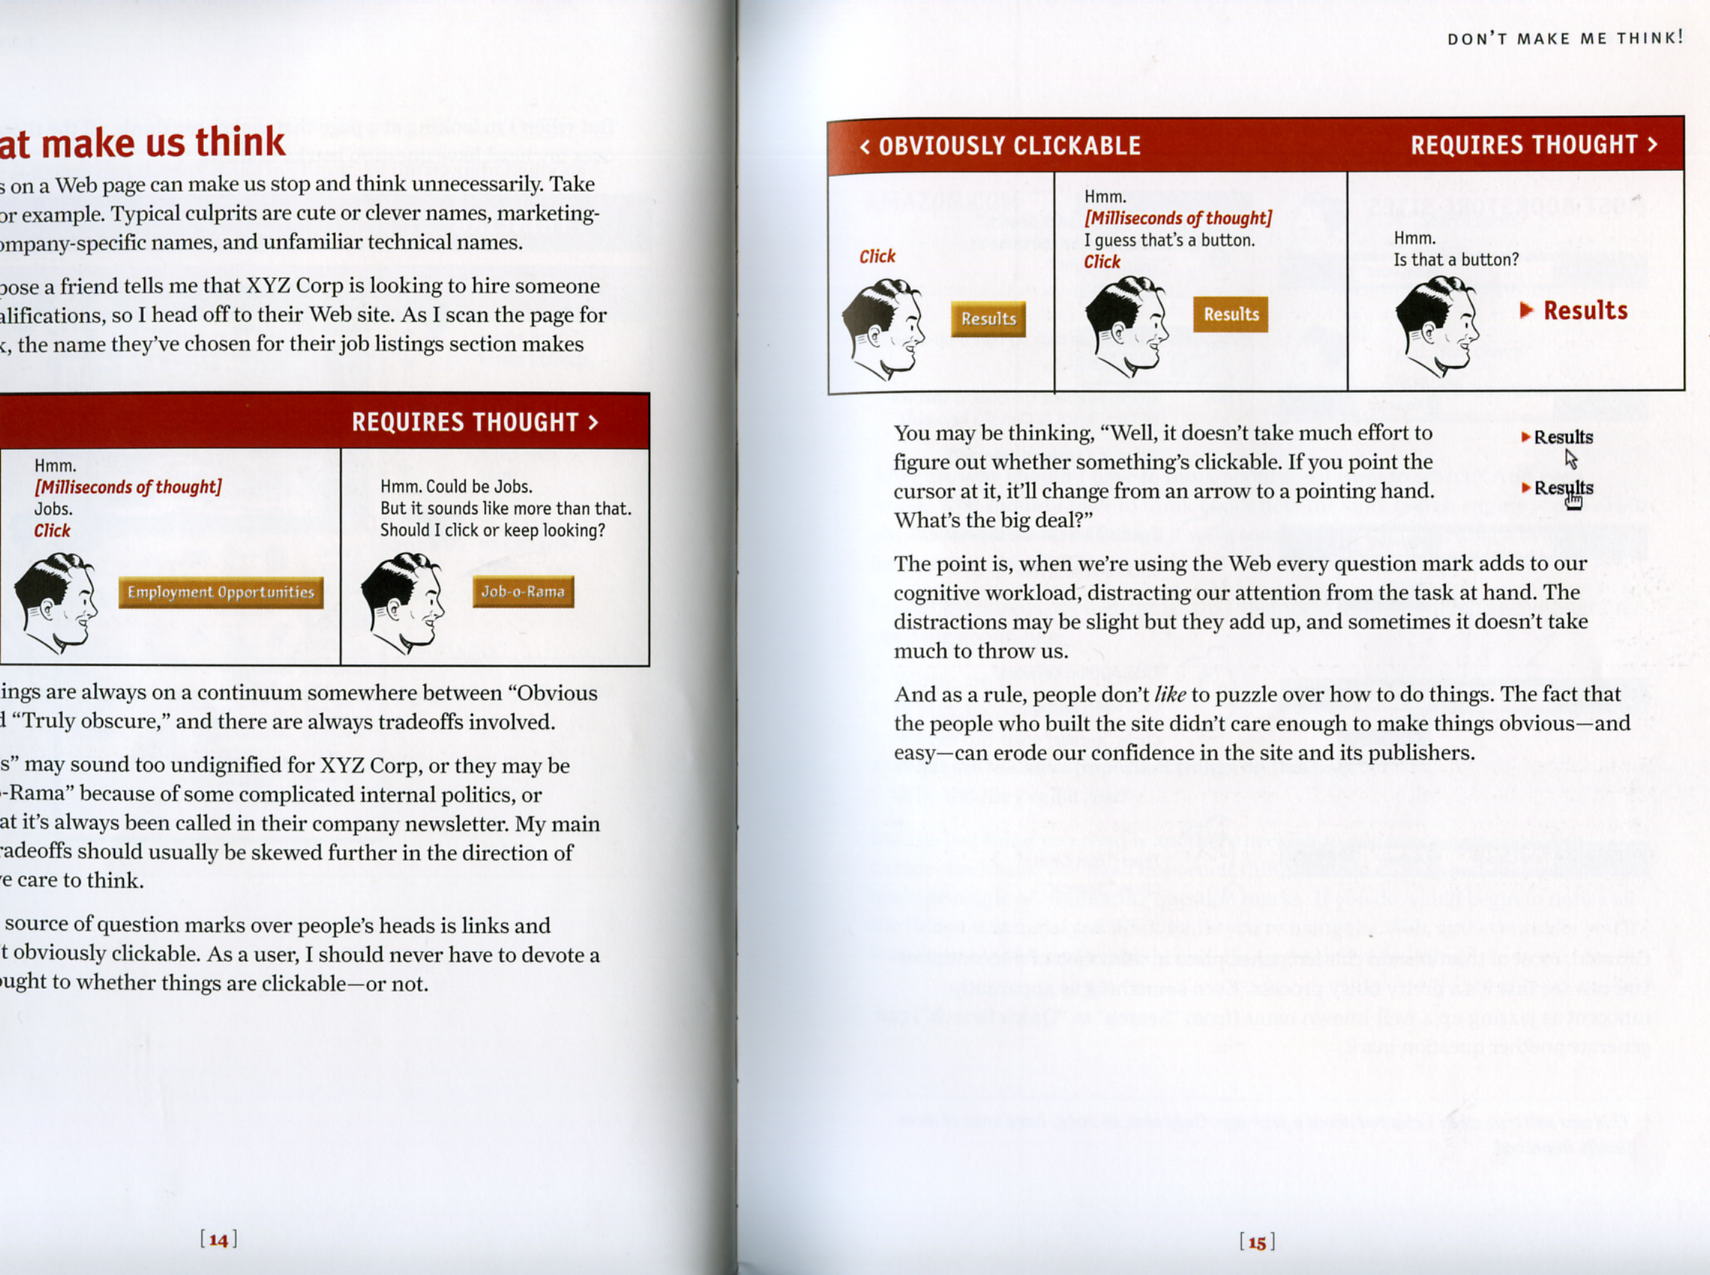 at make us think
s on a Web page can make us stop and think unnecessarily. Take
or example. Typical culprits are cute or clever names, marketing-
ompany-specific names, and unfamiliar technical names.
pose a friend tells me that XYZ Corp is looking to hire someone
alifications, so I head off to their Web site. As I scan the page for
k, the name they've chosen for their job listings section makes
REQUIRES THOUGHT >
Hmm.
[Milliseconds of thought]
Jobs.
Click
Employment Opportunities
Hmm. Could be Jobs.
But it sounds like more than that.
Should I click or keep looking?
Job-o-Rama
ings are always on a continuum somewhere between “Obvious
d “Truly obscure,” and there are always tradeoffs involved.
s” may sound too undignified for XYZ Corp, or they may be
-Rama” because of some complicated internal politics, or
at it's always been called in their company newsletter. My main
radeoffs should usually be skewed further in the direction of
e care to think.
source of question marks over people's heads is links and
t obviously clickable. As a user, I should never have to devote a
ought to whether things are clickable—or not.
[14]
DON'T MAKE ME THINK!
< OBVIOUSLY CLICKABLE
REQUIRES THOUGHT >
Click
Results
Hmm.
[Milliseconds of thought]
I guess that's a button.
Click
Results
Hmm.
Is that a button?
Results
You may be thinking, “Well, it doesn't take much effort to
figure out whether something's clickable. If you point the
cursor at it, it'll change from an arrow to a pointing hand.
What's the big deal?”
Results
Results
The point is, when we're using the Web every question mark adds to our
cognitive workload, distracting our attention from the task at hand. The
distractions may be slight but they add up, and sometimes it doesn't take
much to throw us.
And as a rule, people don't like to puzzle over how to do things. The fact that
the people who built the site didn't care enough to make things obvious—and
easy—can erode our confidence in the site and its publishers.
[15]